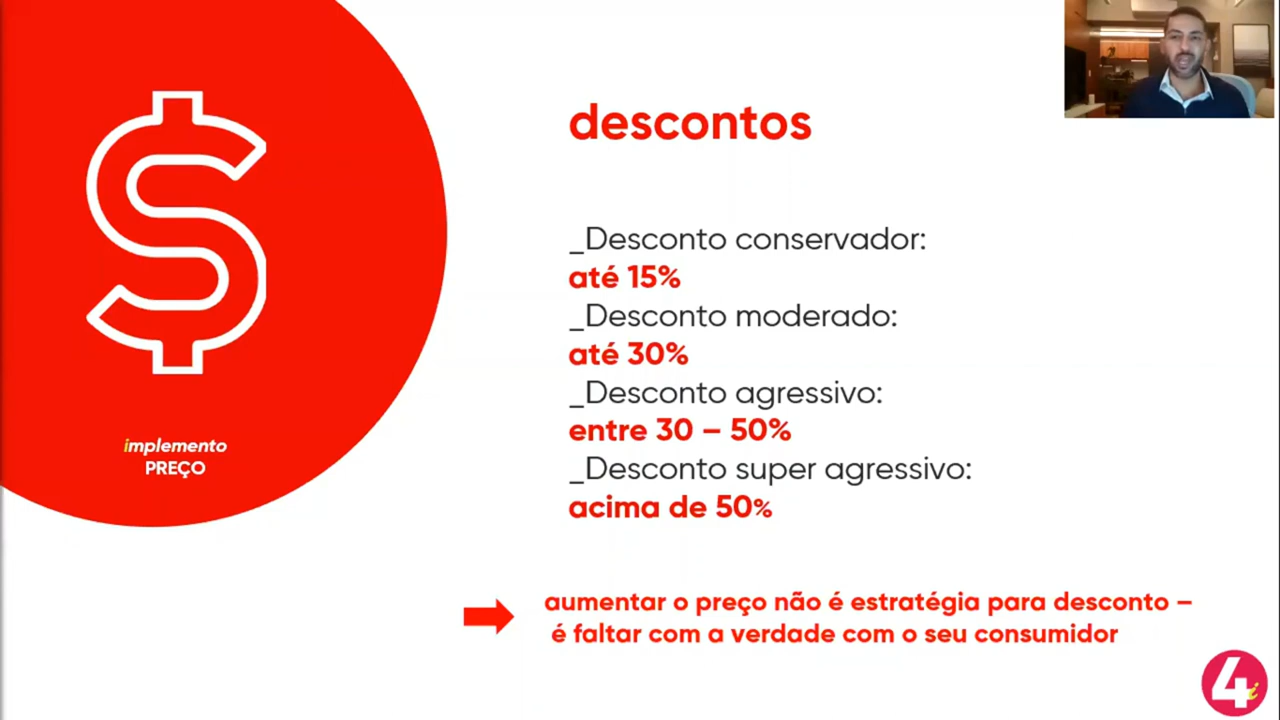 descontos
_Desconto conservador:
até 15%
_Desconto moderado:
até 30%
_Desconto agressivo:
entre 30 – 50%
_Desconto super agressivo:
acima de 50%
implemento
PREÇO
aumentar o preço não é estratégia para desconto –
é faltar com a verdade com o seu consumidor
4i